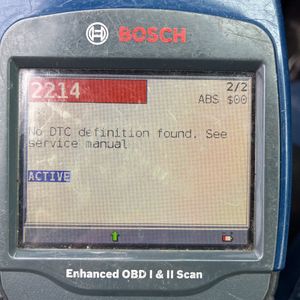 BOSCH
2214
2/2
ABS $00
No DTC definition found. See
service manual
ACTIVE
Enhanced OBD I & II Scan